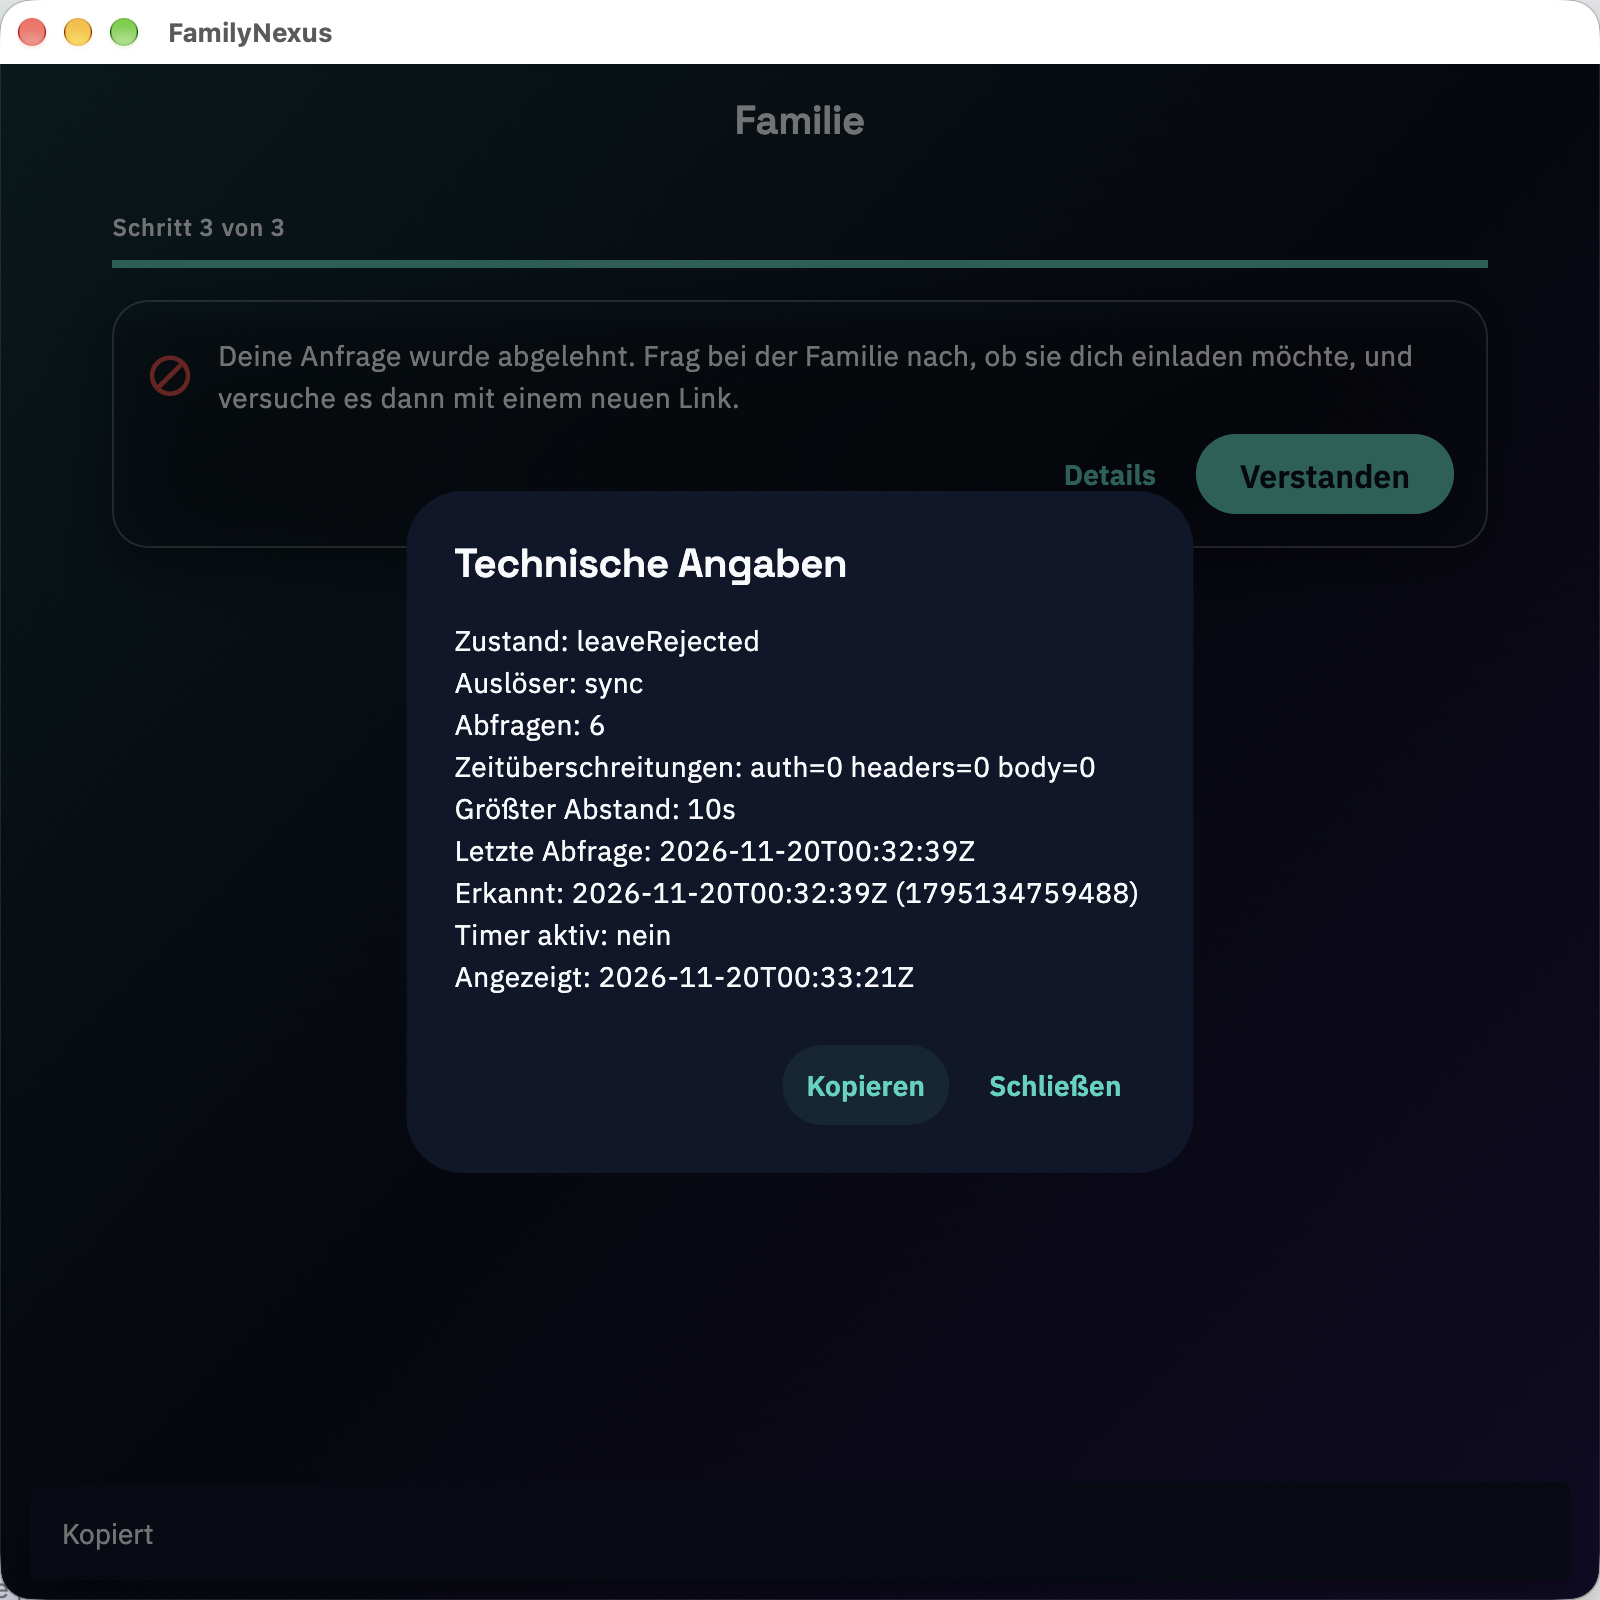 FamilyNexus
Familie
Schritt 3 von 3
Deine Anfrage wurde abgelehnt. Frag bei der Familie nach, ob sie dich einladen möchte, und
versuche es dann mit einem neuen Link.
Details
Verstanden
Technische Angaben
Zustand: leaveRejected
Auslöser: sync
Abfragen: 6
Zeitüberschreitungen: auth=0 headers=0 body=0
Größter Abstand: 10s
Letzte Abfrage: 2026-11-20T00:32:39Z
Erkannt: 2026-11-20T00:32:39Z (1795134759488)
Timer aktiv: nein
Angezeigt: 2026-11-20T00:33:21Z
Kopieren
Schließen
Kopiert